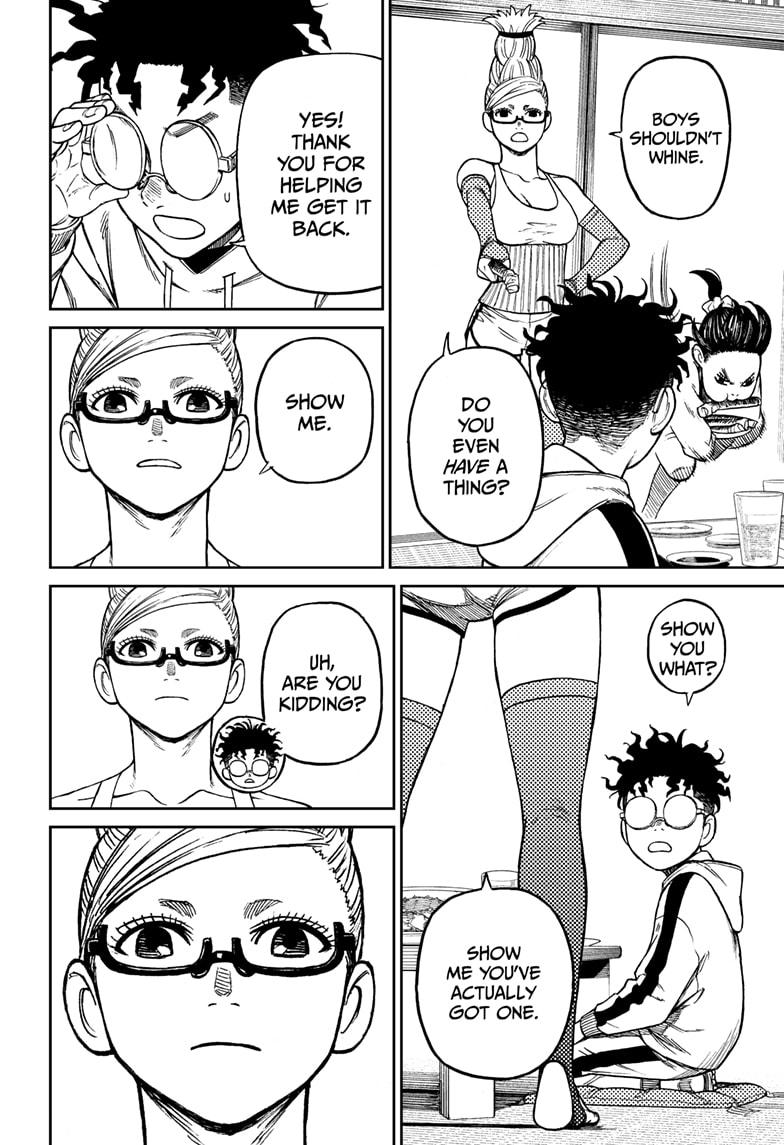 BOYS
SHOULDN'T
WHINE.
DO
YOU
EVEN
HAVE A
THING?
YES!
THANK
YOU FOR
HELPING
ME GET IT
BACK.
SHOW
ME.
SHOW
YOU
WHAT?
SHOW
ME YOU'VE
ACTUALLY
GOT ONE.
UH,
ARE YOU
KIDDING?